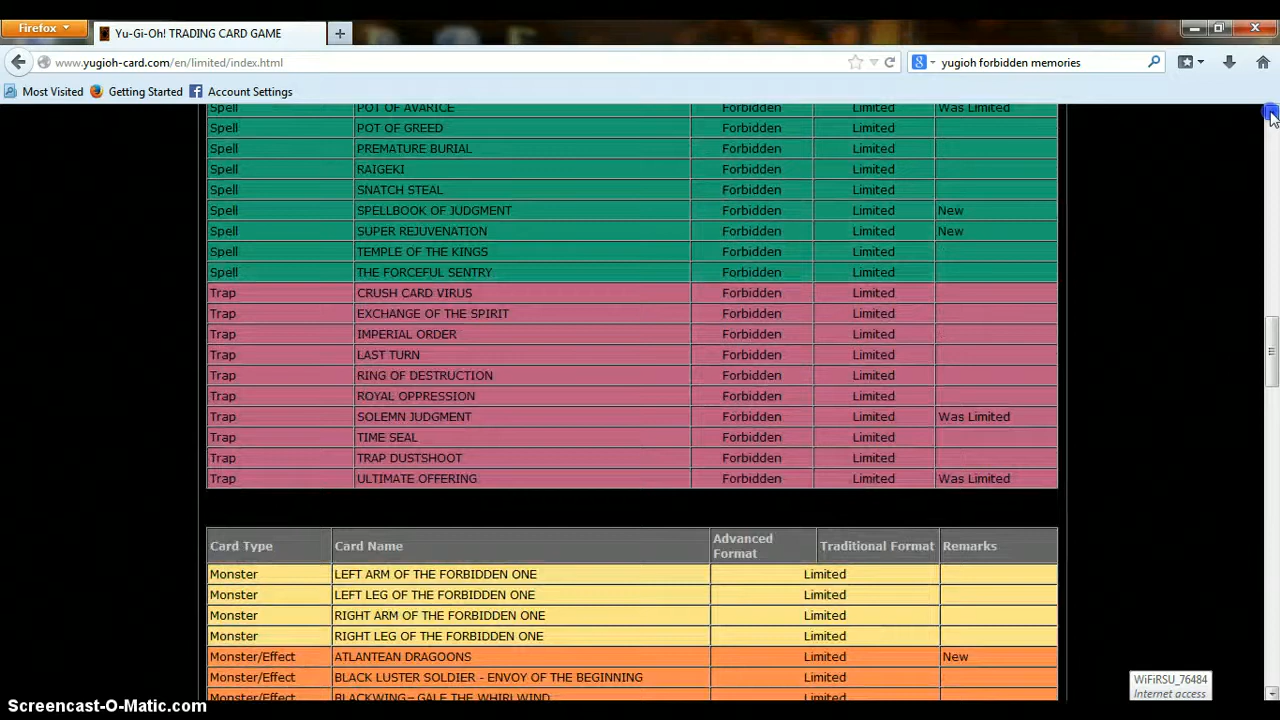 Firefox
Yu-Gi-Oh! TRADING CARD GAME
www.yugioh-card.com/en/limited/index.html
yugioh forbidden memories
Most Visited Getting Started Account Settings
Spell POT OF AVARICE Forbidden Limited Was Limited
Spell POT OF GREED Forbidden Limited
Spell PREMATURE BURIAL Forbidden Limited
Spell RAIGEKI Forbidden Limited
Spell SNATCH STEAL Forbidden Limited
Spell SPELLBOOK OF JUDGMENT Forbidden Limited New
Spell SUPER REJUVENATION Forbidden Limited New
Spell TEMPLE OF THE KINGS Forbidden Limited
Spell THE FORCEFUL SENTRY Forbidden Limited
Trap CRUSH CARD VIRUS Forbidden Limited
Trap EXCHANGE OF THE SPIRIT Forbidden Limited
Trap IMPERIAL ORDER Forbidden Limited
Trap LAST TURN Forbidden Limited
Trap RING OF DESTRUCTION Forbidden Limited
Trap ROYAL OPPRESSION Forbidden Limited
Trap SOLEMN JUDGMENT Forbidden Limited Was Limited
Trap TIME SEAL Forbidden Limited
Trap TRAP DUSTSHOOT Forbidden Limited
Trap ULTIMATE OFFERING Forbidden Limited Was Limited
Card Type Card Name Advanced Format Traditional Format Remarks
Monster LEFT ARM OF THE FORBIDDEN ONE Limited
Monster LEFT LEG OF THE FORBIDDEN ONE Limited
Monster RIGHT ARM OF THE FORBIDDEN ONE Limited
Monster RIGHT LEG OF THE FORBIDDEN ONE Limited
Monster/Effect ATLANTEAN DRAGOONS Limited New
Monster/Effect BLACK LUSTER SOLDIER - ENVOY OF THE BEGINNING Limited
Monster/Effect BLACKWING – GALE THE WHIRLWIND Limited
WiFiRSU_76484
Internet access
Screencast-O-Matic.com